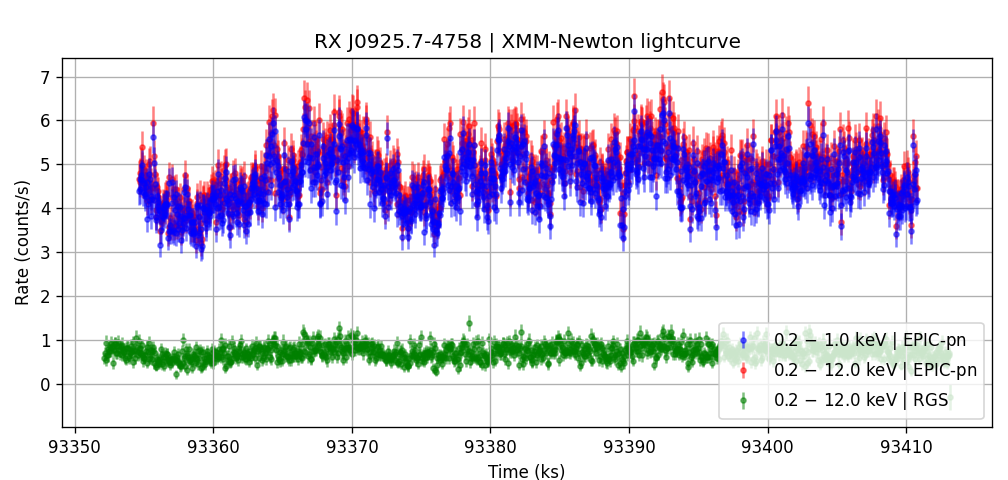 RX J0925.7-4758 | XMM-Newton lightcurve
Rate (counts/s)
7
6
5
4
3
2
1
0
0.2 − 1.0 keV | EPIC-pn
0.2 − 12.0 keV | EPIC-pn
0.2 − 12.0 keV | RGS
93350 93360 93370 93380 93390 93400 93410
Time (ks)